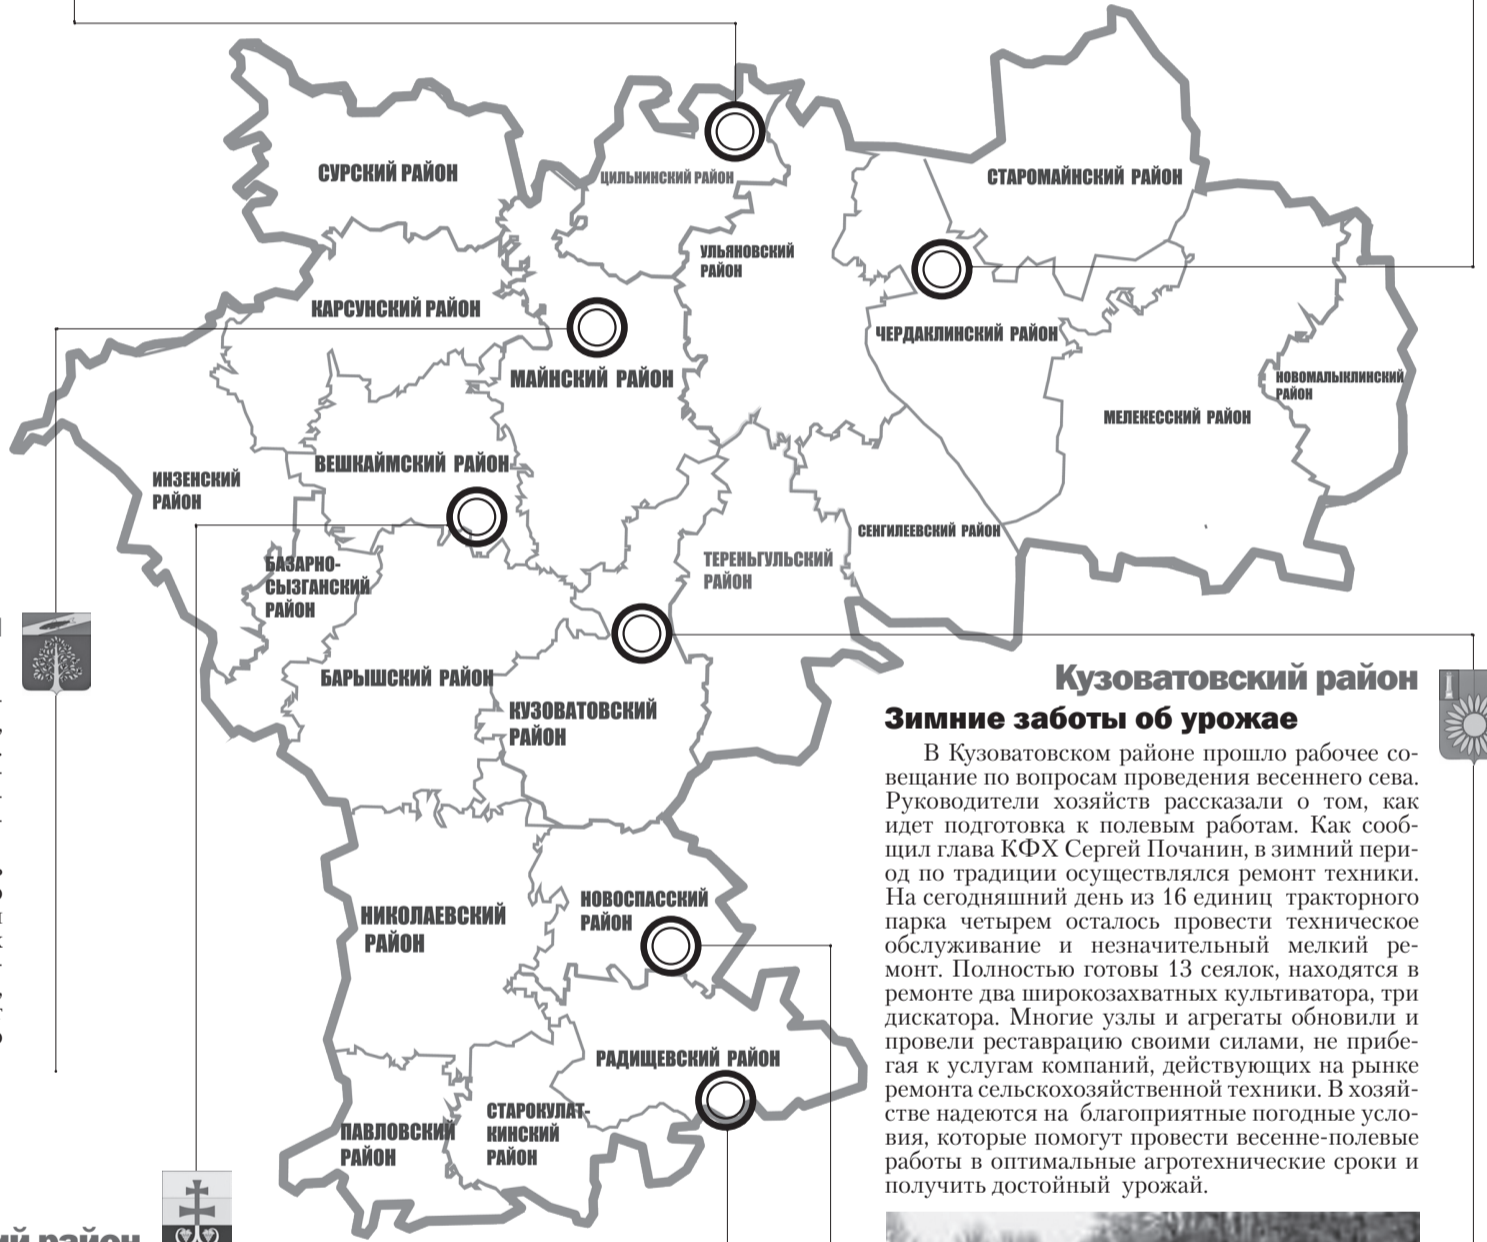 СУРСКИЙ РАЙОН
ЦИЛЬНИНСКИЙ РАЙОН
СТАРОМАЙНСКИЙ РАЙОН
УЛЬЯНОВСКИЙ
РАЙОН
КАРСУНСКИЙ РАЙОН
ЧЕРДАКЛИНСКИЙ РАЙОН
МАЙНСКИЙ РАЙОН
НОВОМАЛЫКЛИНСКИЙ
РАЙОН
МЕЛЕКЕССКИЙ РАЙОН
ВЕШКАЙМСКИЙ РАЙОН
ИНЗЕНСКИЙ
РАЙОН
СЕНГИЛЕЕВСКИЙ РАЙОН
ТЕРЕНЬГУЛЬСКИЙ
РАЙОН
БАЗАРНО-
СЫЗГАНСКИЙ
РАЙОН
БАРЫШСКИЙ РАЙОН
КУЗОВАТОВСКИЙ
РАЙОН
НИКОЛАЕВСКИЙ
РАЙОН
НОВОСПАССКИЙ
РАЙОН
РАДИЩЕВСКИЙ РАЙОН
СТАРОКУЛАТ-
КИНСКИЙ
РАЙОН
ПАВЛОВСКИЙ
РАЙОН
Кузоватовский район
Зимние заботы об урожае
В Кузоватовском районе прошло рабочее со-
вещание по вопросам проведения весеннего сева.
Руководители хозяйств рассказали о том, как
идет подготовка к полевым работам. Как сооб-
щил глава КФХ Сергей Почанин, в зимний пери-
од по традиции осуществлялся ремонт техники.
На сегодняшний день из 16 единиц тракторного
парка четырем осталось провести техническое
обслуживание и незначительный мелкий ре-
монт. Полностью готовы 13 сеялок, находятся в
ремонте два широкозахватных культиватора, три
дискатора. Многие узлы и агрегаты обновили и
провели реставрацию своими силами, не прибе-
гая к услугам компаний, действующих на рынке
ремонта сельскохозяйственной техники. В хозяй-
стве надеются на благоприятные погодные усло-
вия, которые помогут провести весенне-полевые
работы в оптимальные агротехнические сроки и
получить достойный урожай.
район